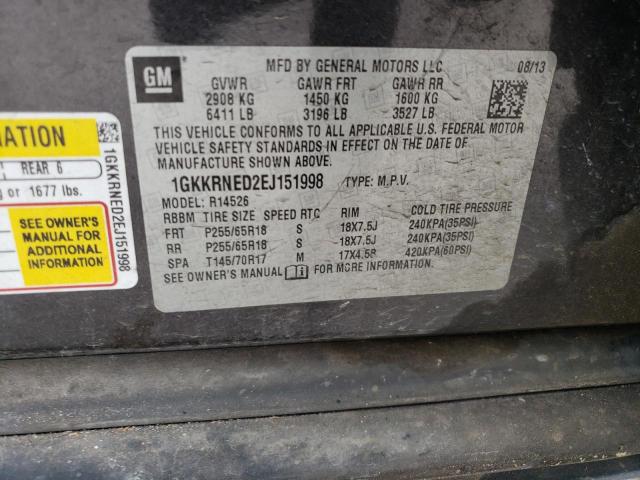 GM
MFD BY GENERAL MOTORS LLC 08/13
GVWR GAWR FRT GAWR RR
2908 KG 1450 KG 1600 KG
6411 LB 3196 LB 3527 LB
THIS VEHICLE CONFORMS TO ALL APPLICABLE U.S. FEDERAL MOTOR
VEHICLE SAFETY STANDARDS IN EFFECT ON THE DATE OF
MANUFACTURE SHOWN ABOVE.
1GKKRNED2EJ151998 TYPE: M.P.V.
MODEL: R14526
RBBM TIRE SIZE SPEED RTC RIM COLD TIRE PRESSURE
FRT P255/65R18 S 18X7.5J 240KPA(35PSI)
RR P255/65R18 S 18X7.5J 240KPA(35PSI)
SPA T145/70R17 M 17X4.5B 420KPA(60PSI)
SEE OWNER'S MANUAL FOR MORE INFORMATION.
MATION
REAR 6
or 1677 lbs.
SEE OWNER'S
MANUAL FOR
ADDITIONAL
INFORMATION
1GKKRNED2EJ151998